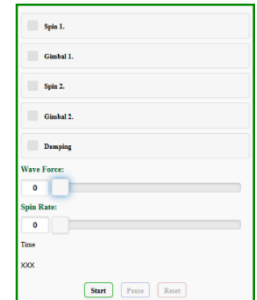 Spin 1.
Gimbal 1.
Spin 2.
Gimbal 2.
Damping
Wave Force:
0
Spin Rate:
0
Time
XXX
Start Pause Reset